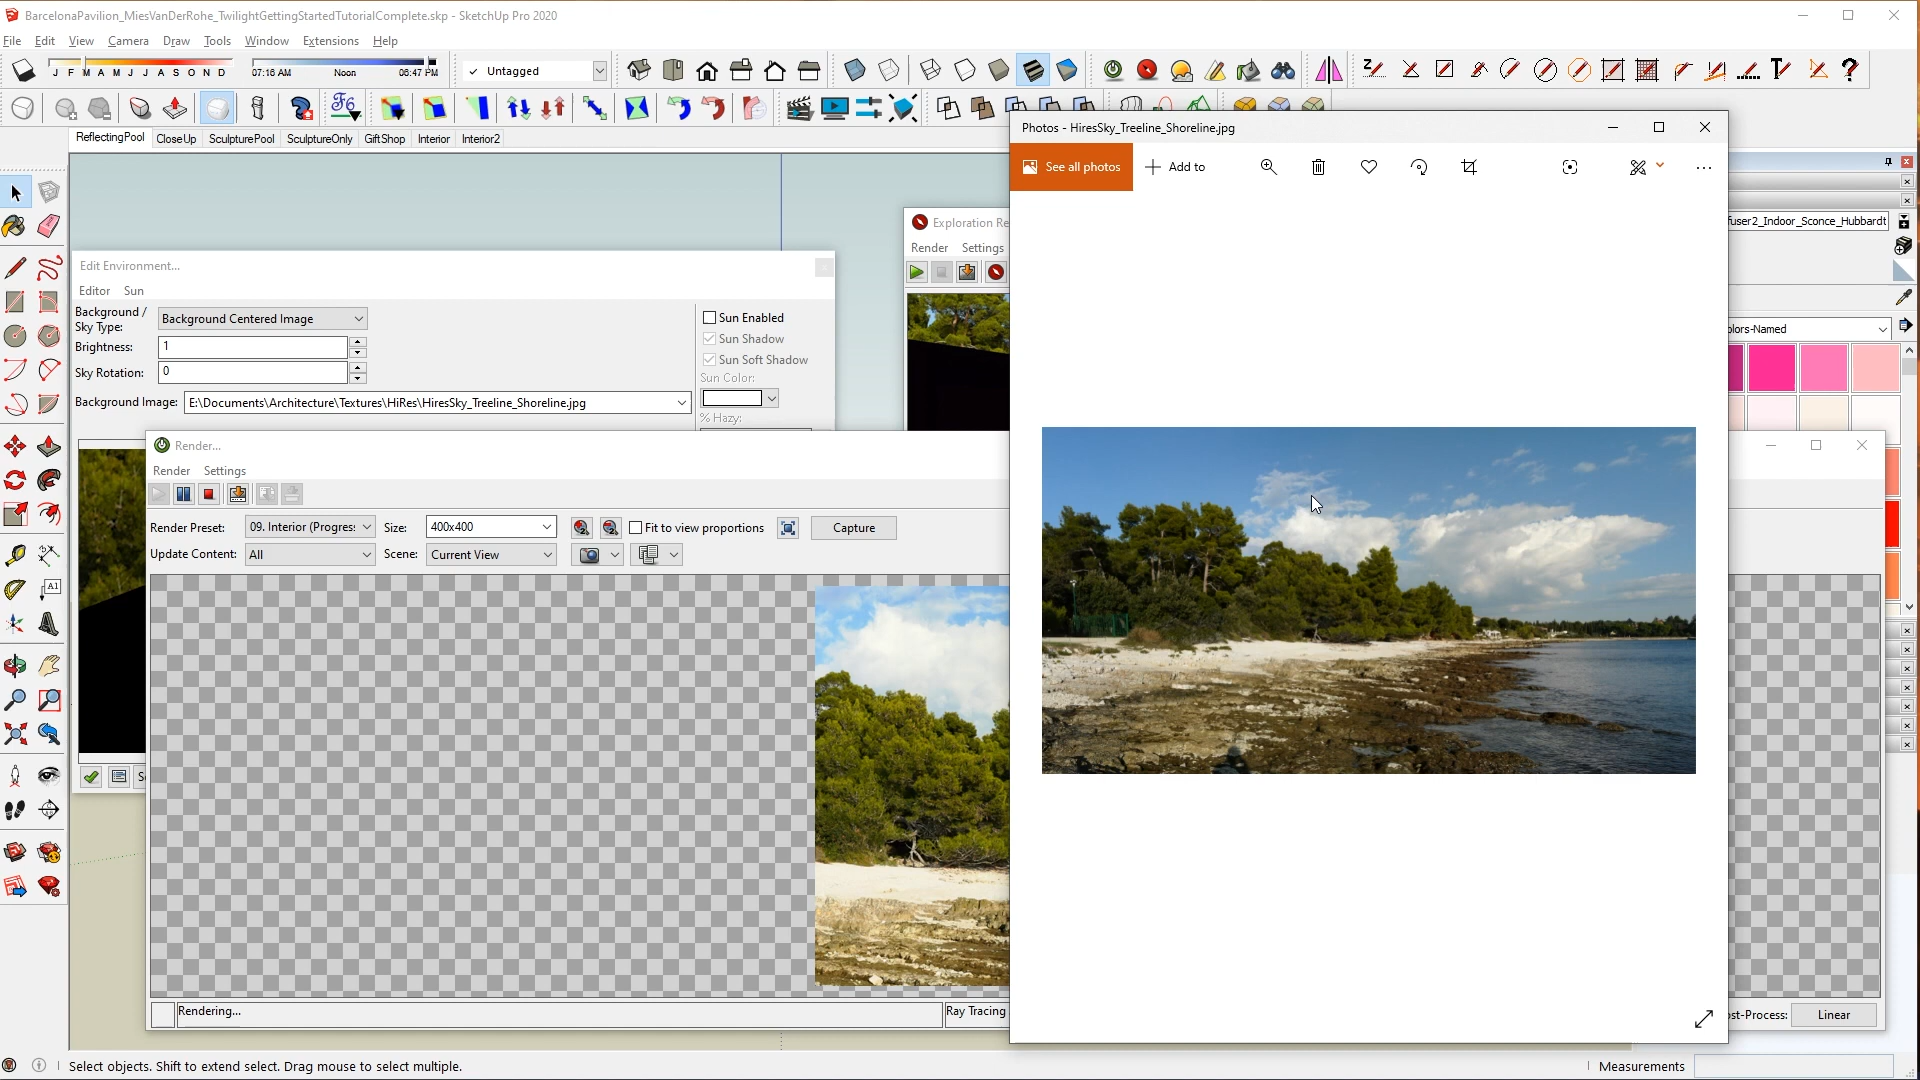 BarcelonaPavilion_MiesVanDerRohe_TwilightGettingStartedTutorialComplete.skp - SketchUp Pro 2020
File Edit View Camera Draw Tools Window Extensions Help
J F M A M J J A S O N D
07:16 AM Noon 06:47 PM
Untagged
ReflectingPool CloseUp SculpturePool SculptureOnly GiftShop Interior Interior2
Photos - HiresSky_Treeline_Shoreline.jpg
See all photos Add to
Exploration Re
Render Settings
fuser2_Indoor_Sconce_Hubbardt
olors-Named
Edit Environment...
Editor Sun
Background / Sky Type: Background Centered Image
Brightness: 1
Sky Rotation: 0
Background Image: E:\Documents\Architecture\Textures\HiRes\HiresSky_Treeline_Shoreline.jpg
Sun Enabled
Sun Shadow
Sun Soft Shadow
Sun Color:
% Hazy:
Render...
Render Settings
Render Preset: 09. Interior (Progres: Size: 400x400 Fit to view proportions Capture
Update Content: All Scene: Current View
A1
Rendering...
Ray Tracing
st-Process: Linear
Select objects. Shift to extend select. Drag mouse to select multiple.
Measurements